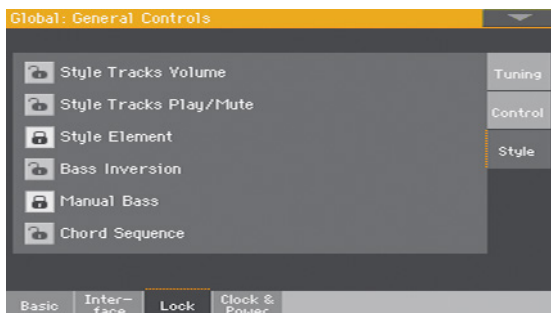 Global: General Controls
Style Tracks Volume
Style Tracks Play/Mute
Style Element
Bass Inversion
Manual Bass
Chord Sequence
Tuning
Control
Style
Basic
Inter-
face
Lock
Clock &
Power